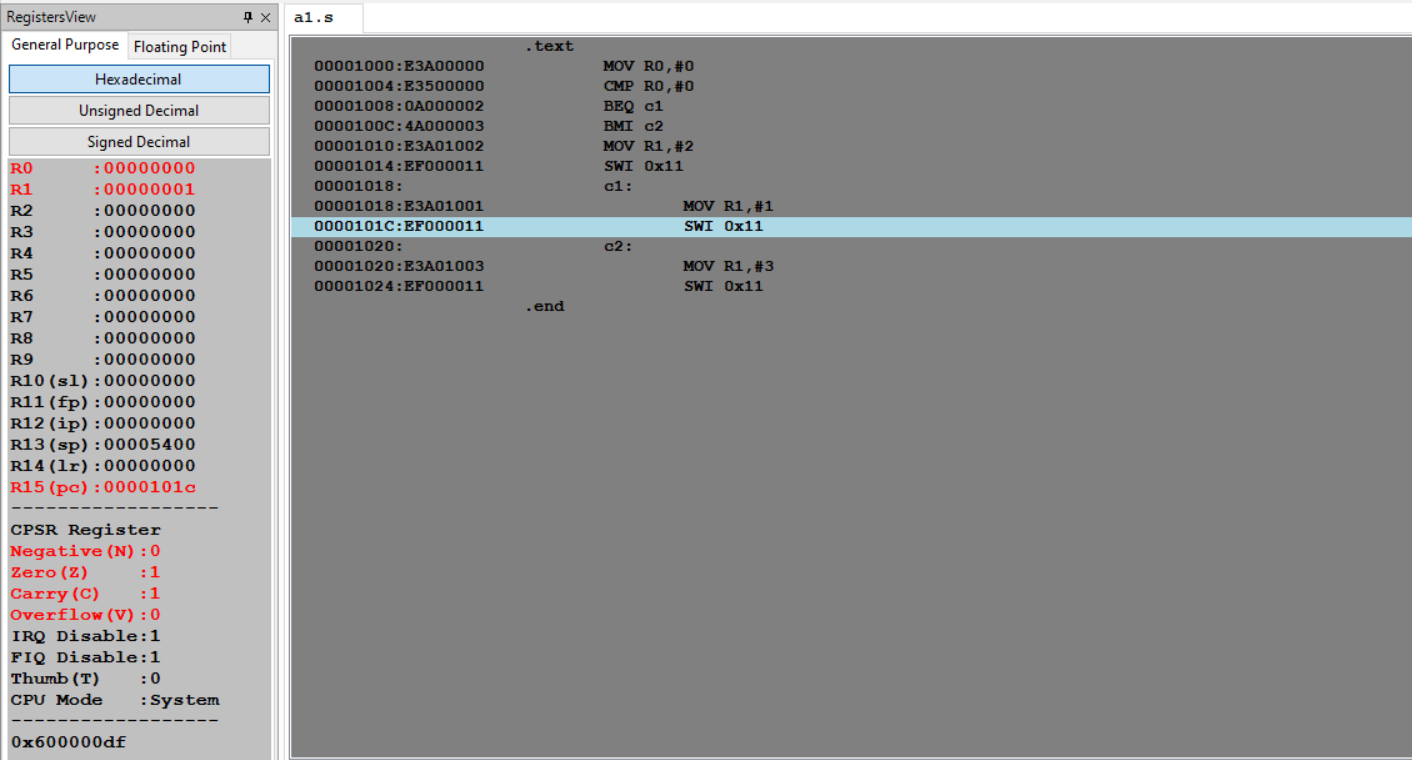 RegistersView
General Purpose Floating Point
Hexadecimal
Unsigned Decimal
Signed Decimal
R0 :00000000
R1 :00000001
R2 :00000000
R3 :00000000
R4 :00000000
R5 :00000000
R6 :00000000
R7 :00000000
R8 :00000000
R9 :00000000
R10(sl):00000000
R11(fp):00000000
R12(ip):00000000
R13(sp):00005400
R14(lr):00000000
R15(pc):0000101c
------------------
CPSR Register
Negative(N):0
Zero(Z) :1
Carry(C) :1
Overflow(V):0
IRQ Disable:1
FIQ Disable:1
Thumb(T) :0
CPU Mode :System
------------------
0x600000df
a1.s
.text
00001000:E3A00000 MOV R0,#0
00001004:E3500000 CMP R0,#0
00001008:0A000002 BEQ c1
0000100C:4A000003 BMI c2
00001010:E3A01002 MOV R1,#2
00001014:EF000011 SWI 0x11
00001018: c1:
00001018:E3A01001 MOV R1,#1
0000101C:EF000011 SWI 0x11
00001020: c2:
00001020:E3A01003 MOV R1,#3
00001024:EF000011 SWI 0x11
.end